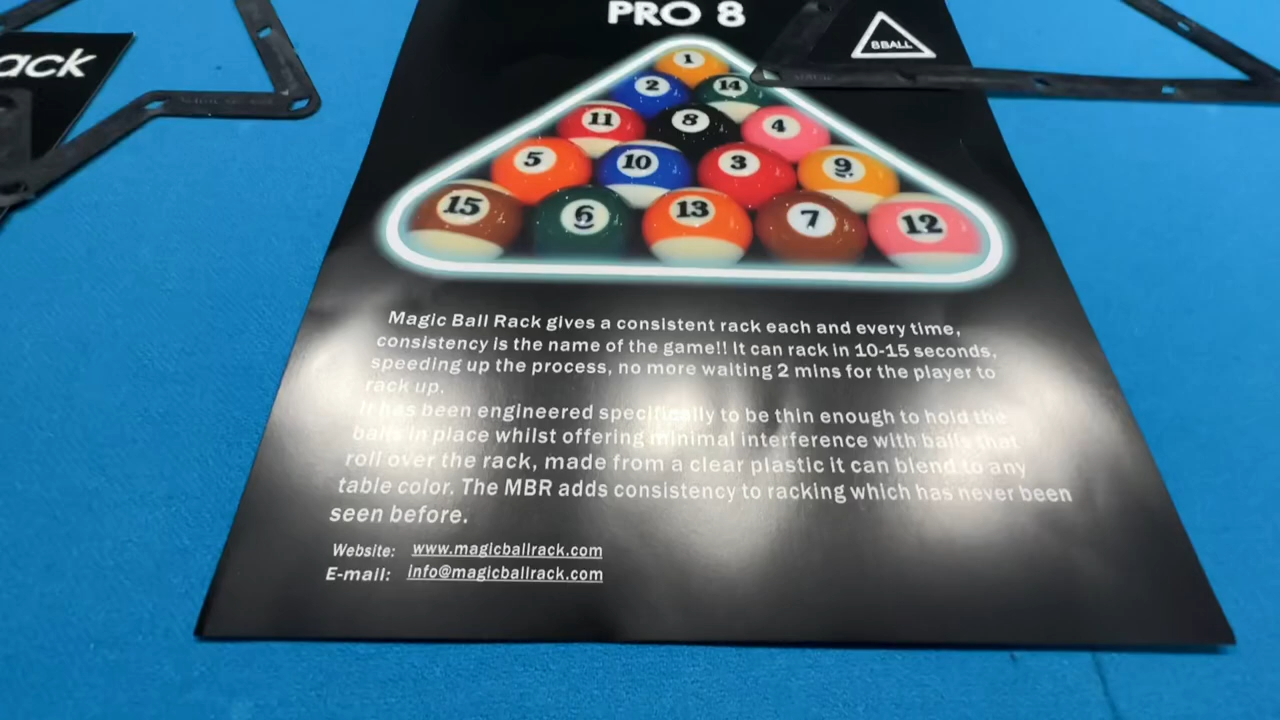 PRO 8
8 BALL
ack
1
2
14
11
8
4
5
10
3
9
15
6
13
7
12
Magic Ball Rack gives a consistent rack each and every time,
consistency is the name of the game!! It can rack in 10-15 seconds,
speeding up the process, no more waiting 2 mins for the player to
rack up.
It has been engineered specifically to be thin enough to hold the
balls in place whilst offering minimal interference with balls that
roll over the rack, made from a clear plastic it can blend to any
table color. The MBR adds consistency to racking which has never been
seen before.
Website: www.magicballrack.com
E-mail: info@magicballrack.com